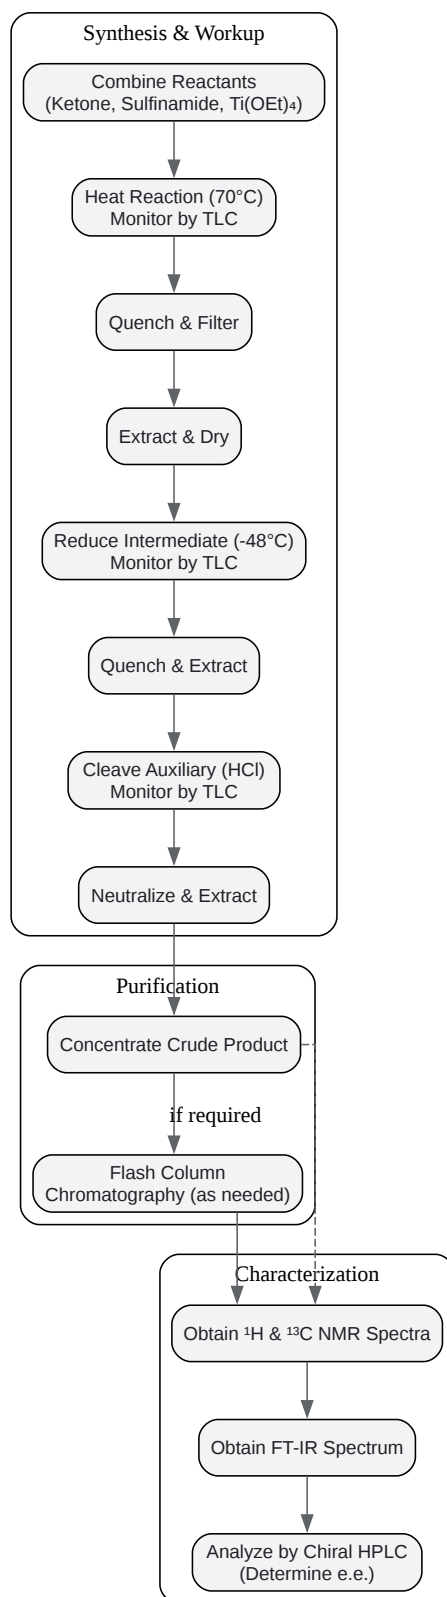 Synthesis & Workup
Combine Reactants
(Ketone, Sulfinamide, Ti(OEt)₄)
Heat Reaction (70°C)
Monitor by TLC
Quench & Filter
Extract & Dry
Reduce Intermediate (-48°C)
Monitor by TLC
Quench & Extract
Cleave Auxiliary (HCl)
Monitor by TLC
Neutralize & Extract
Purification
Concentrate Crude Product
if required
Flash Column
Chromatography (as needed)
Characterization
Obtain ¹H & ¹³C NMR Spectra
Obtain FT-IR Spectrum
Analyze by Chiral HPLC
(Determine e.e.)